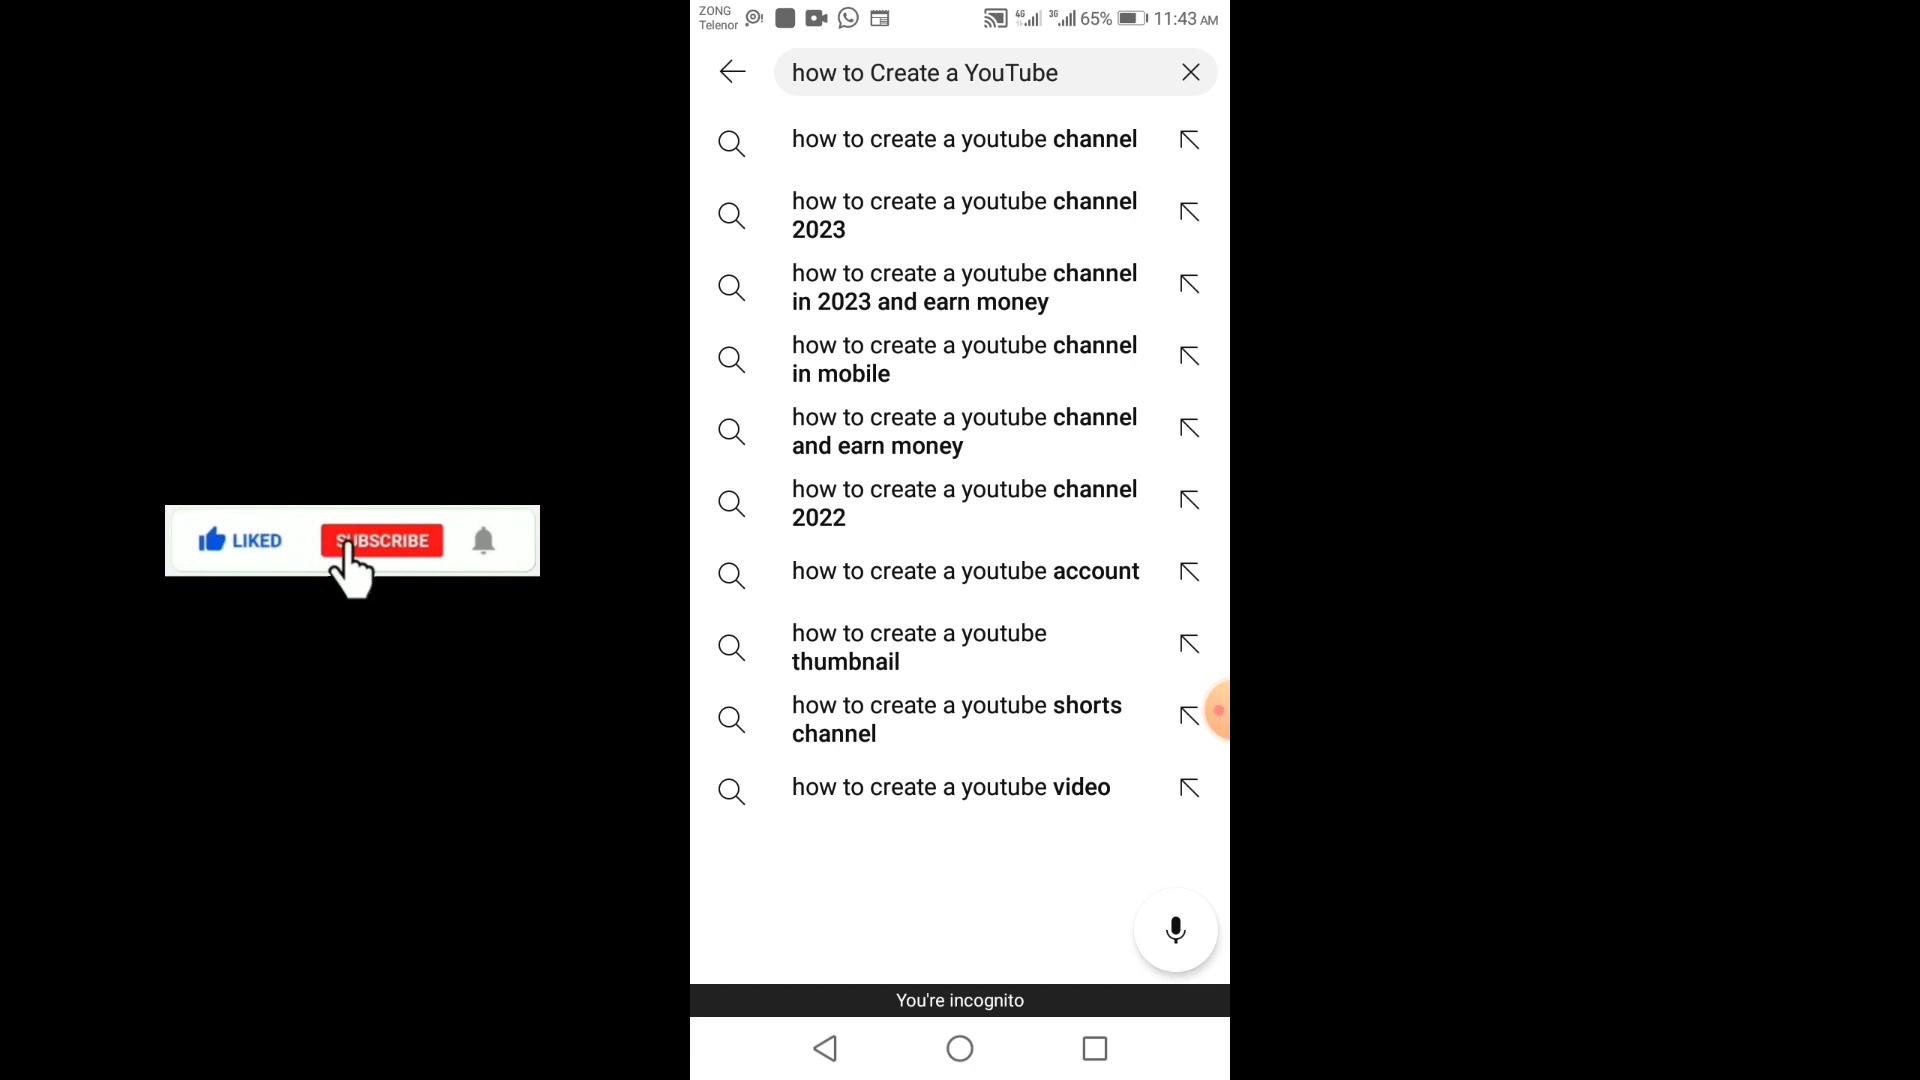 ZONG
Telenor
4G
3G
65%
11:43 AM
how to Create a YouTube
how to create a youtube channel
how to create a youtube channel
2023
how to create a youtube channel
in 2023 and earn money
how to create a youtube channel
in mobile
how to create a youtube channel
and earn money
how to create a youtube channel
2022
how to create a youtube account
how to create a youtube
thumbnail
how to create a youtube shorts
channel
how to create a youtube video
LIKED
SUBSCRIBE
You're incognito